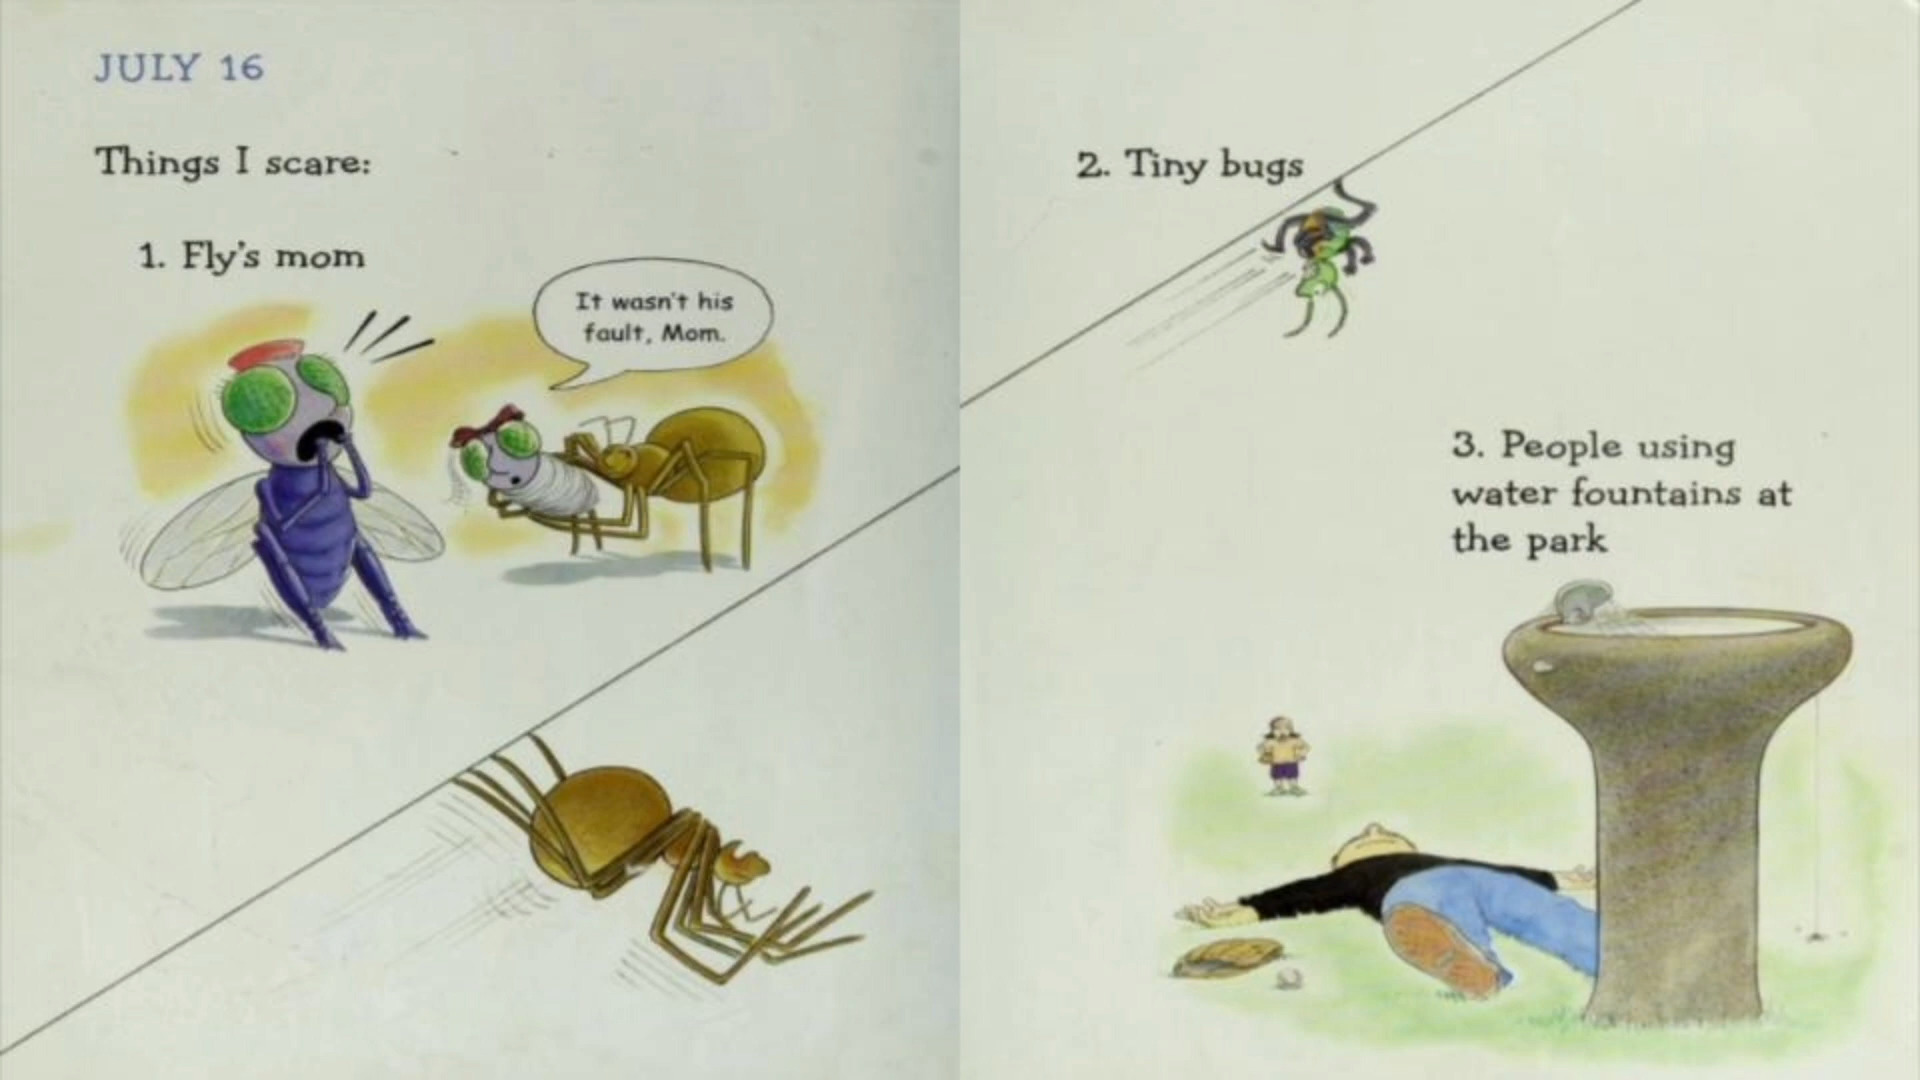 JULY 16
Things I scare:
1. Fly's mom
It wasn't his
fault, Mom.
2. Tiny bugs
3. People using
water fountains at
the park